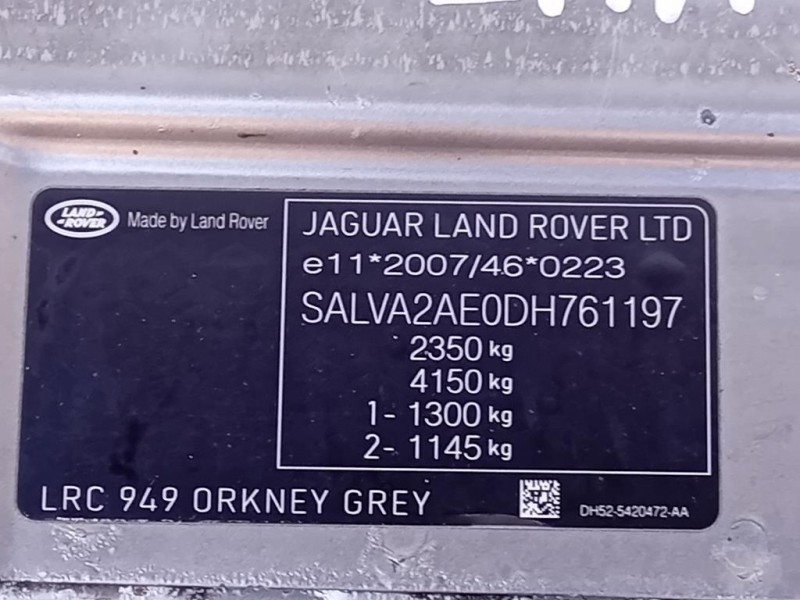 LAND-
-ROVER
Made by Land Rover
JAGUAR LAND ROVER LTD
e11*2007/46*0223
SALVA2AE0DH761197
2350 kg
4150 kg
1- 1300 kg
2- 1145 kg
LRC 949 ORKNEY GREY
DH52-5420472-AA